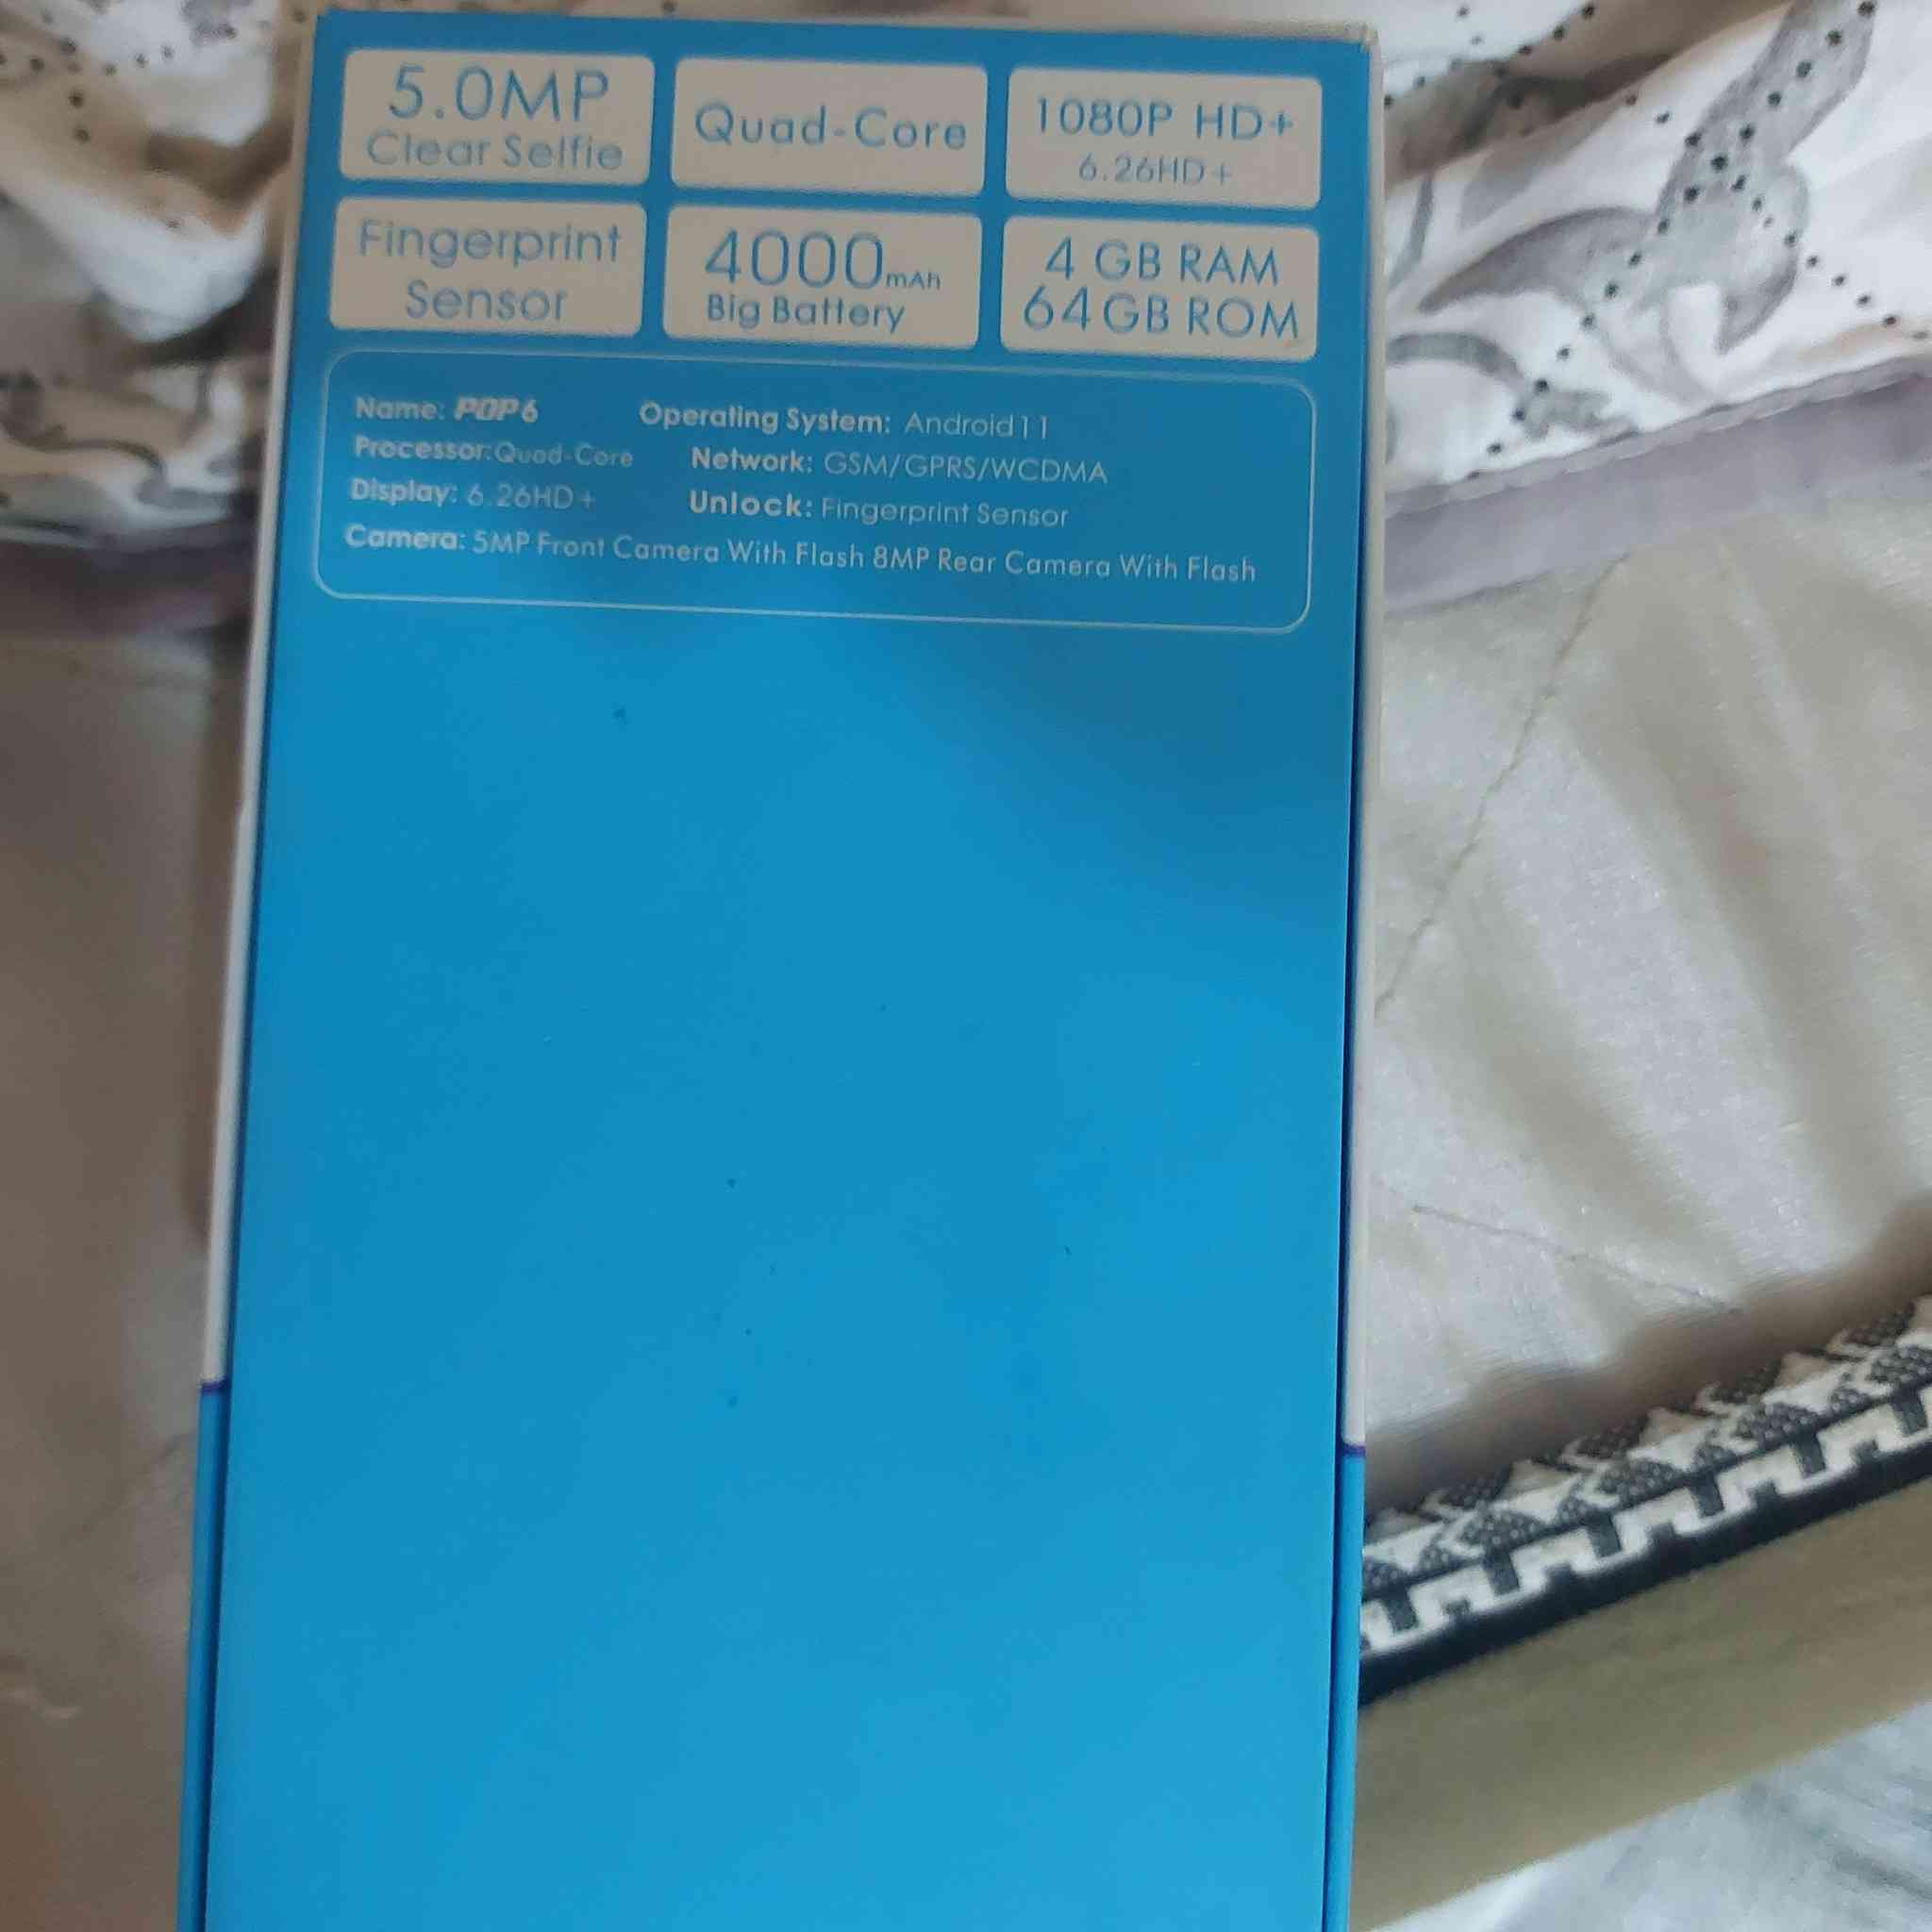 5.0MP
Clear Selfie
Quad-Core
1080P HD+
6.26HD+
Fingerprint
Sensor
4000mAh
Big Battery
4 GB RAM
64GB ROM
Name: POP6 Operating System: Android11
Processor:Quad-Core Network: GSM/GPRS/WCDMA
Display: 6.26HD+ Unlock: Fingerprint Sensor
Camera: 5MP Front Camera With Flash 8MP Rear Camera With Flash